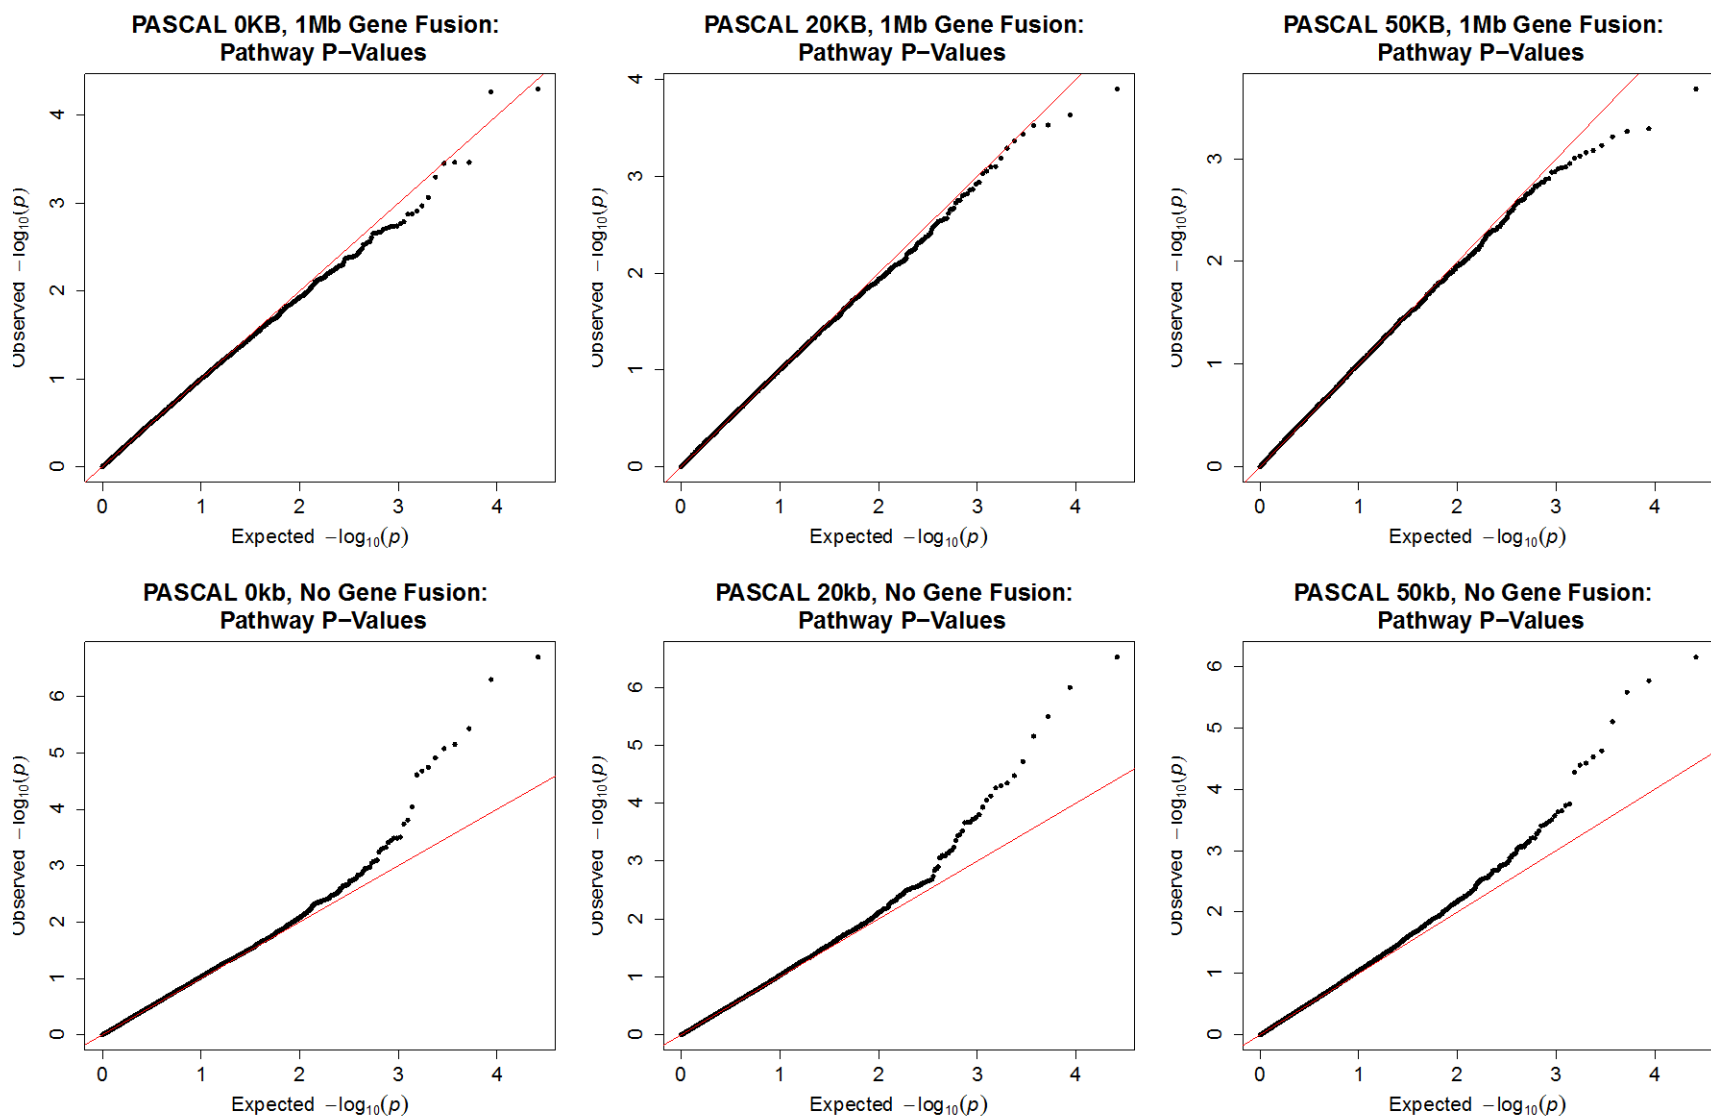 PASCAL 0KB, 1Mb Gene Fusion:
Pathway P−Values
Observed −log10(p)
4
3
2
1
0
0 1 2 3 4
Expected −log10(p)
PASCAL 20KB, 1Mb Gene Fusion:
Pathway P−Values
Observed −log10(p)
4
3
2
1
0
0 1 2 3 4
Expected −log10(p)
PASCAL 50KB, 1Mb Gene Fusion:
Pathway P−Values
Observed −log10(p)
3
2
1
0
0 1 2 3 4
Expected −log10(p)
PASCAL 0kb, No Gene Fusion:
Pathway P−Values
Observed −log10(p)
6
5
4
3
2
1
0
0 1 2 3 4
Expected −log10(p)
PASCAL 20kb, No Gene Fusion:
Pathway P−Values
Observed −log10(p)
6
5
4
3
2
1
0
0 1 2 3 4
Expected −log10(p)
PASCAL 50kb, No Gene Fusion:
Pathway P−Values
Observed −log10(p)
6
5
4
3
2
1
0
0 1 2 3 4
Expected −log10(p)